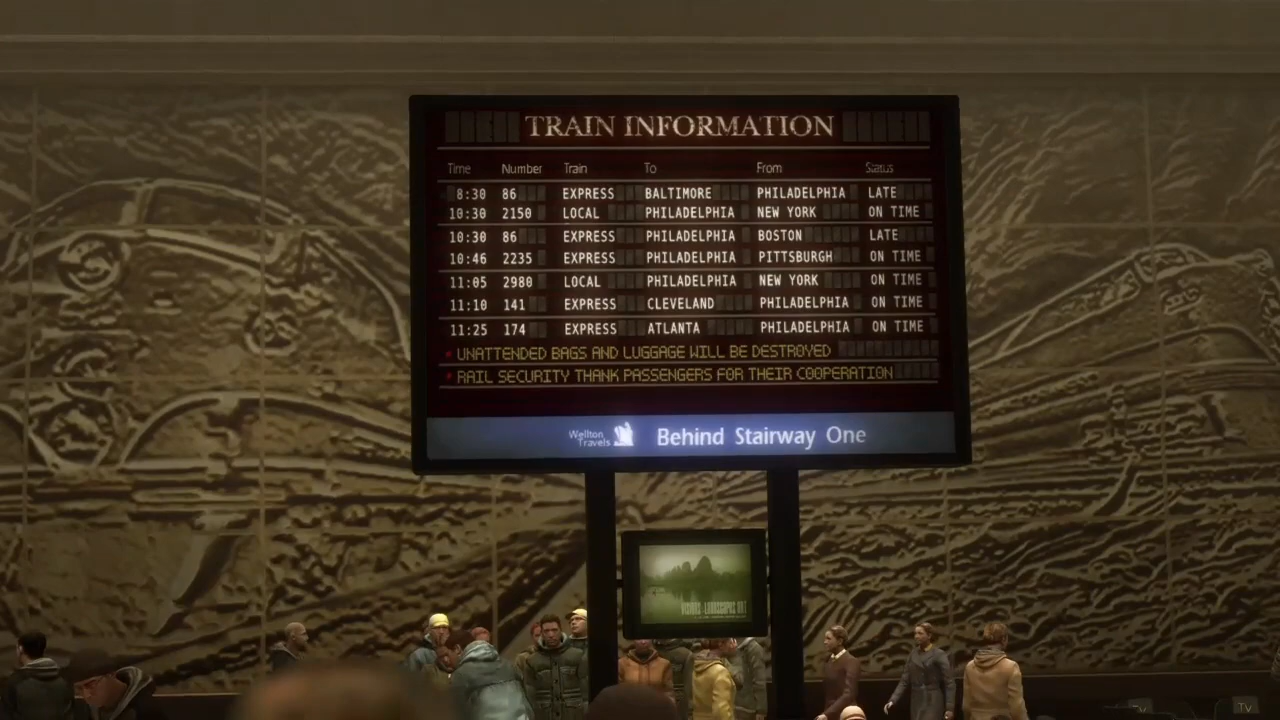 TRAIN INFORMATION
Time Number Train To From Status
8:30 86 EXPRESS BALTIMORE PHILADELPHIA LATE
10:30 2150 LOCAL PHILADELPHIA NEW YORK ON TIME
10:30 86 EXPRESS PHILADELPHIA BOSTON LATE
10:46 2235 EXPRESS PHILADELPHIA PITTSBURGH ON TIME
11:05 2980 LOCAL PHILADELPHIA NEW YORK ON TIME
11:10 141 EXPRESS CLEVELAND PHILADELPHIA ON TIME
11:25 174 EXPRESS ATLANTA PHILADELPHIA ON TIME
UNATTENDED BAGS AND LUGGAGE WILL BE DESTROYED
RAIL SECURITY THANK PASSENGERS FOR THEIR COOPERATION
Wellton Travels Behind Stairway One
TV